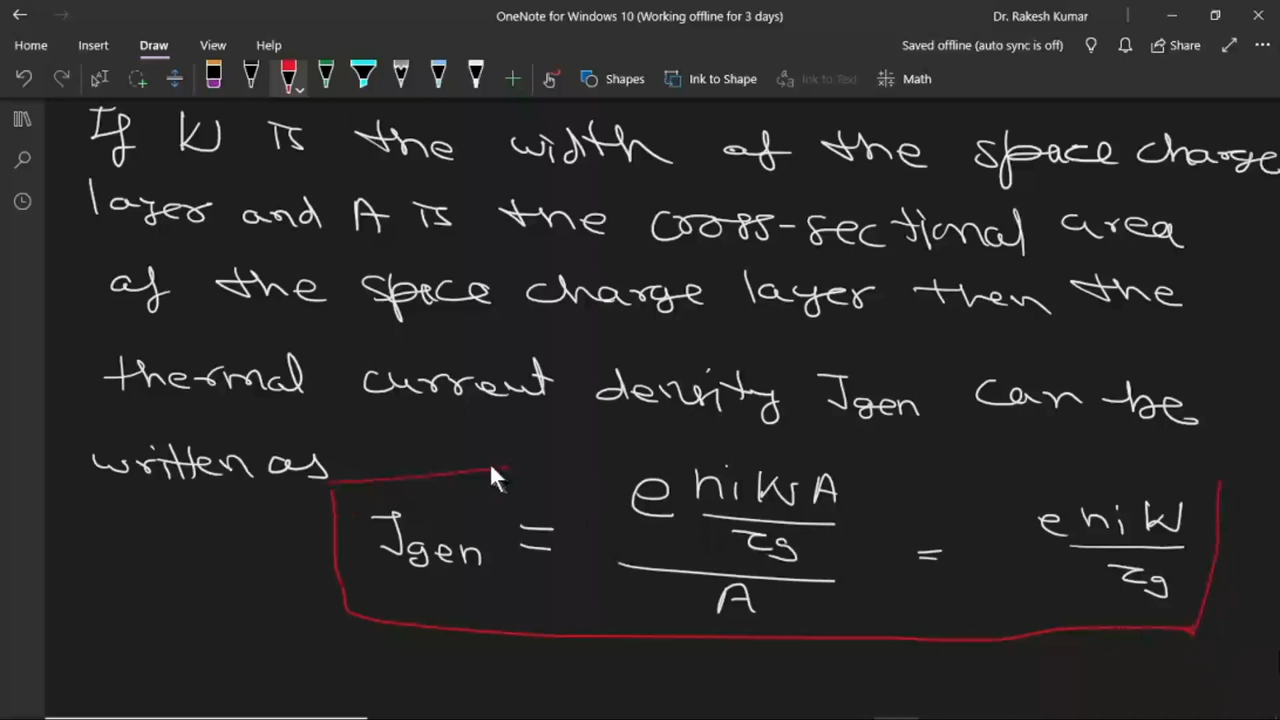 OneNote for Windows 10 (Working offline for 3 days)
Dr. Rakesh Kumar
Home Insert Draw View Help
Saved offline (auto sync is off) Share
Shapes Ink to Shape Ink to Text Math
If W is the width of the space charge
layer and A is the cross-sectional area
of the space charge layer then the
thermal current density Jgen can be
written as
Jgen = (e ni W A / τg) / A = e ni W / τg